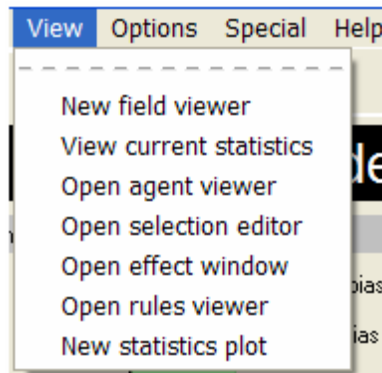 View Options Special Help
New field viewer
View current statistics
Open agent viewer
Open selection editor
Open effect window
Open rules viewer
New statistics plot